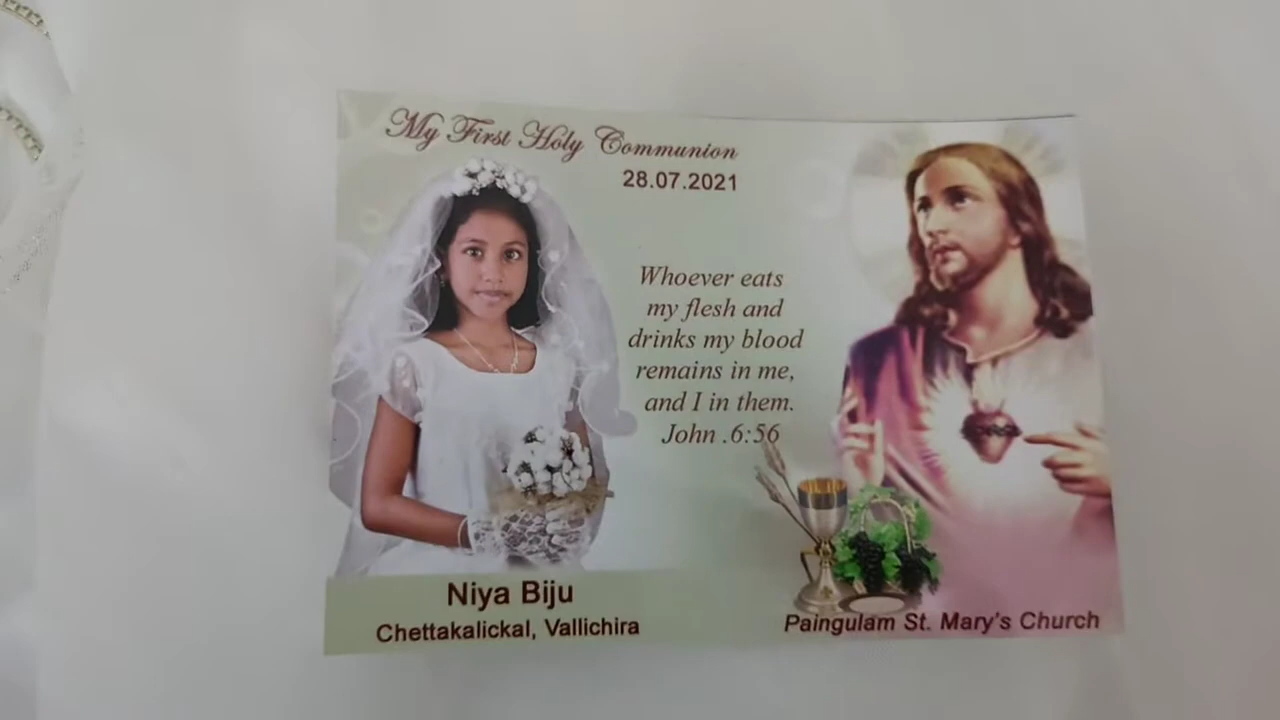 My First Holy Communion
28.07.2021
Whoever eats
my flesh and
drinks my blood
remains in me,
and I in them.
John .6:56
Niya Biju
Chettakalickal, Vallichira
Paingulam St. Mary's Church